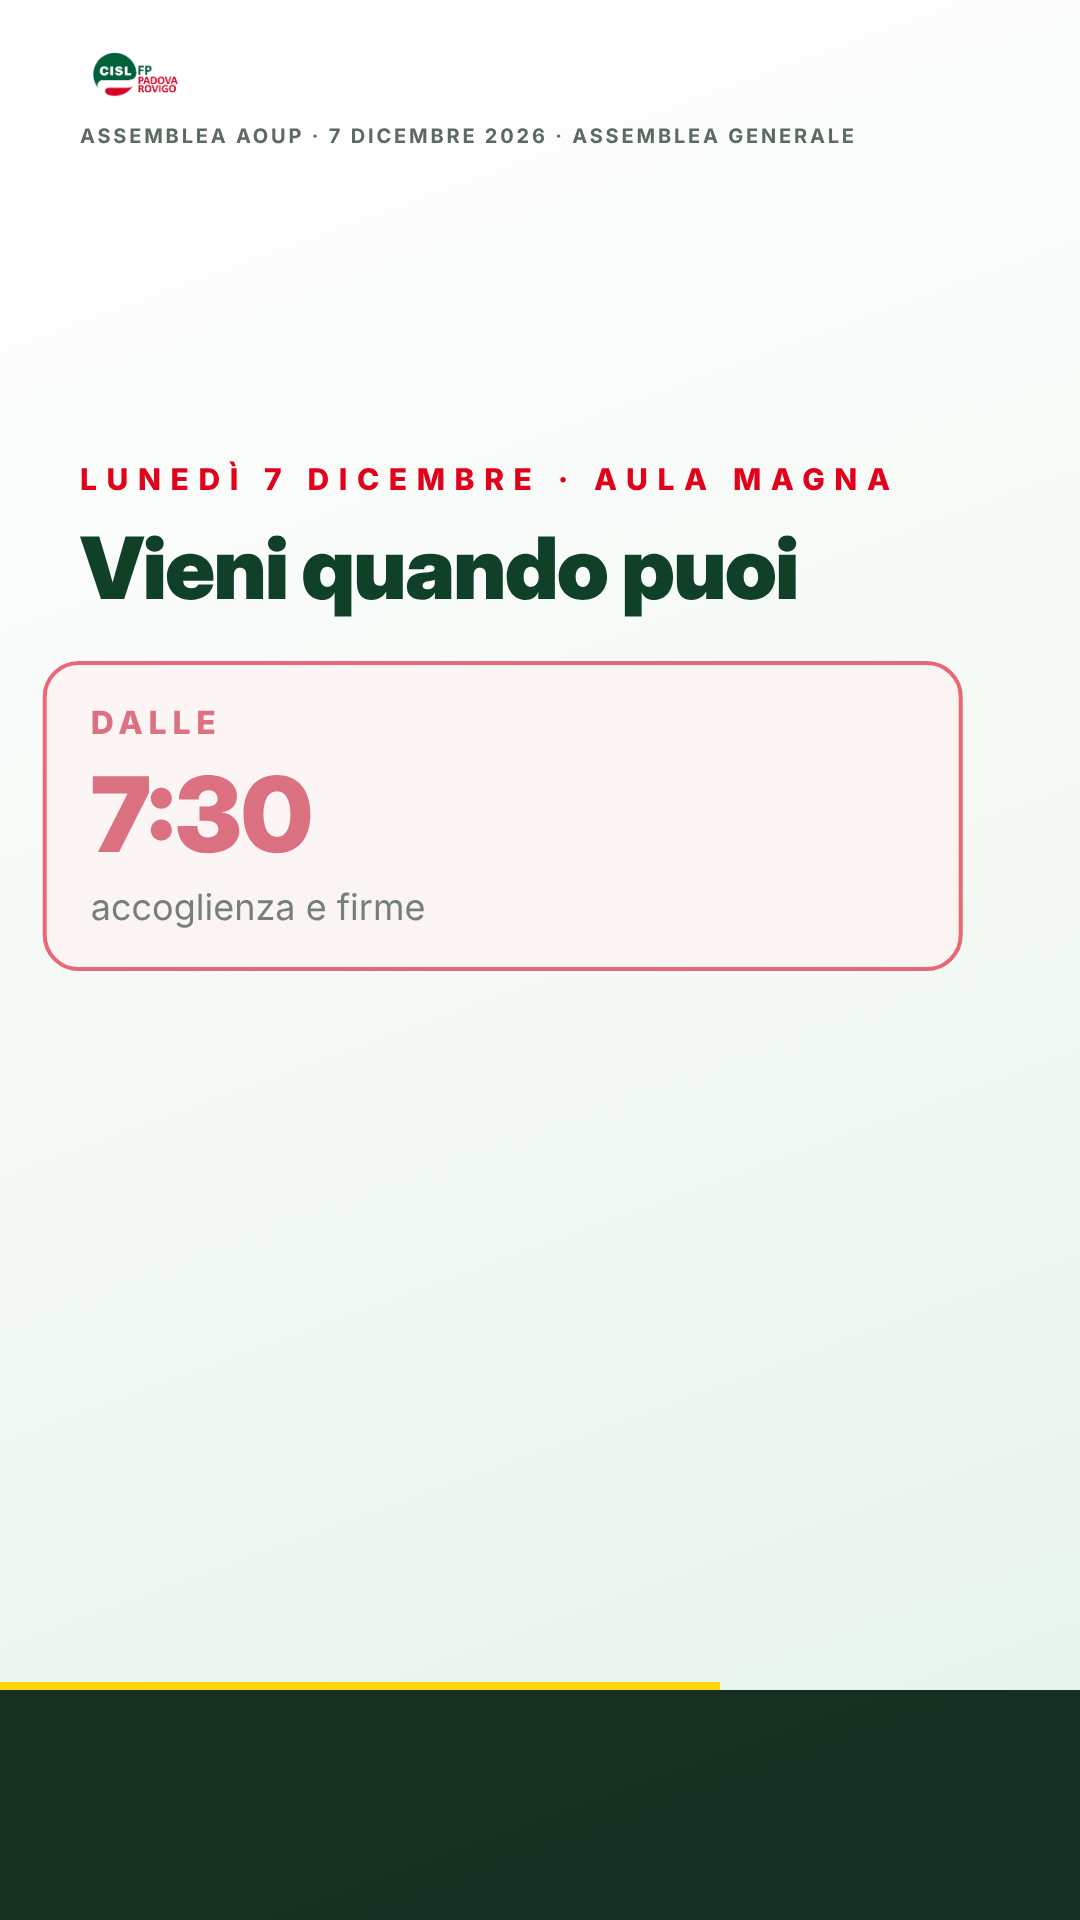 CISL FP
PADOVA
ROVIGO
ASSEMBLEA AOUP · 7 DICEMBRE 2026 · ASSEMBLEA GENERALE
LUNEDÌ 7 DICEMBRE · AULA MAGNA
Vieni quando puoi
DALLE
7:30
accoglienza e firme